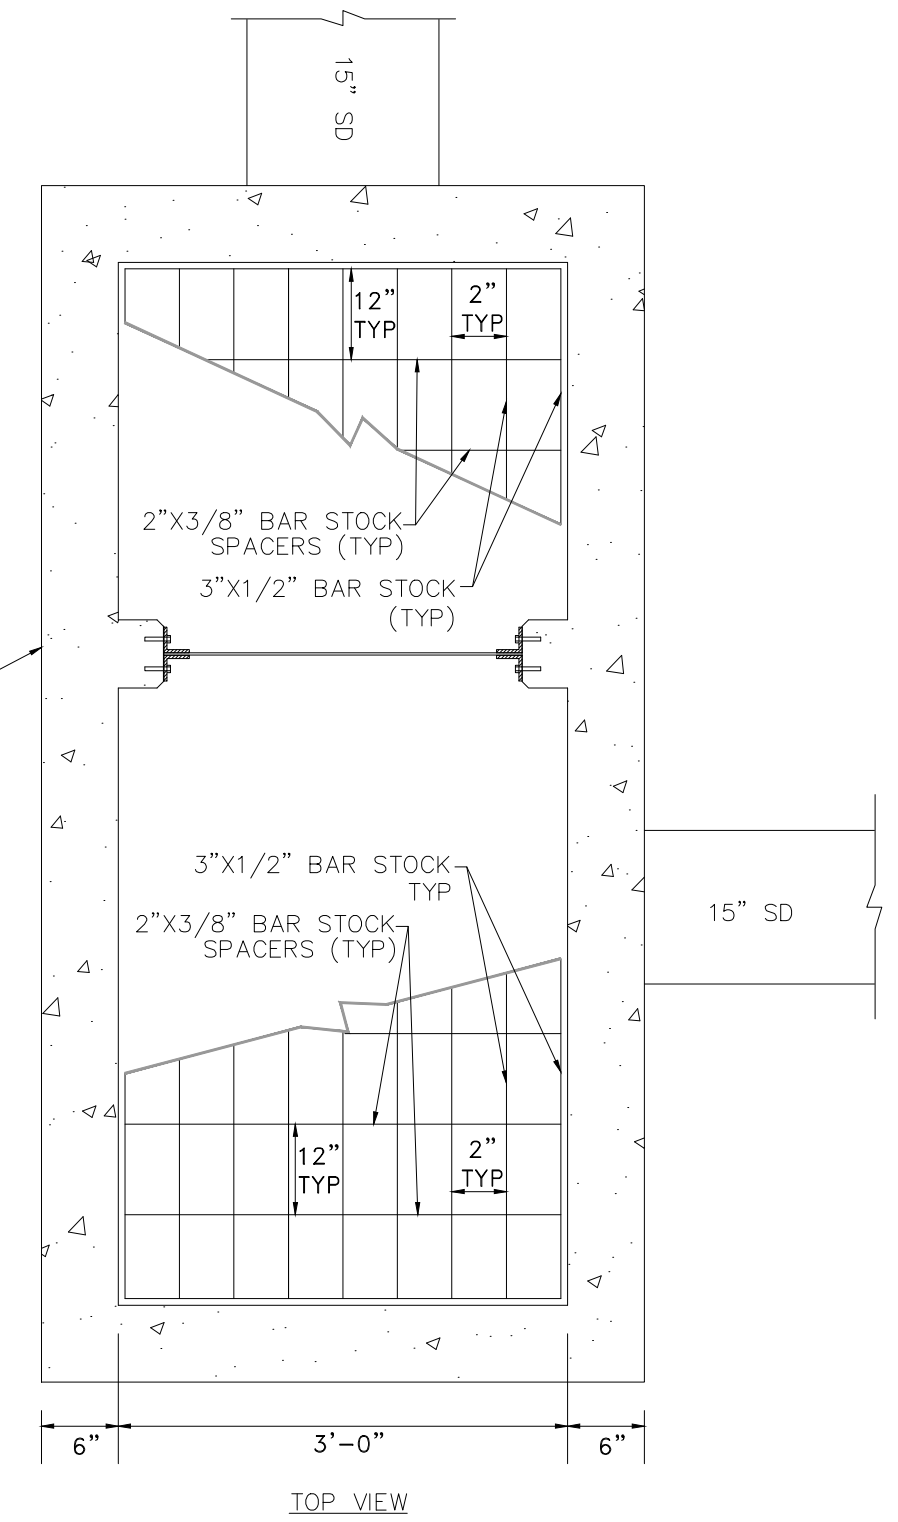 15” SD
12”
TYP
2”
TYP
2”X3/8” BAR STOCK
SPACERS (TYP)
3”X1/2” BAR STOCK
(TYP)
3”X1/2” BAR STOCK
TYP
2”X3/8” BAR STOCK
SPACERS (TYP)
15” SD
12”
TYP
2”
TYP
6”
3’-0”
6”
TOP VIEW